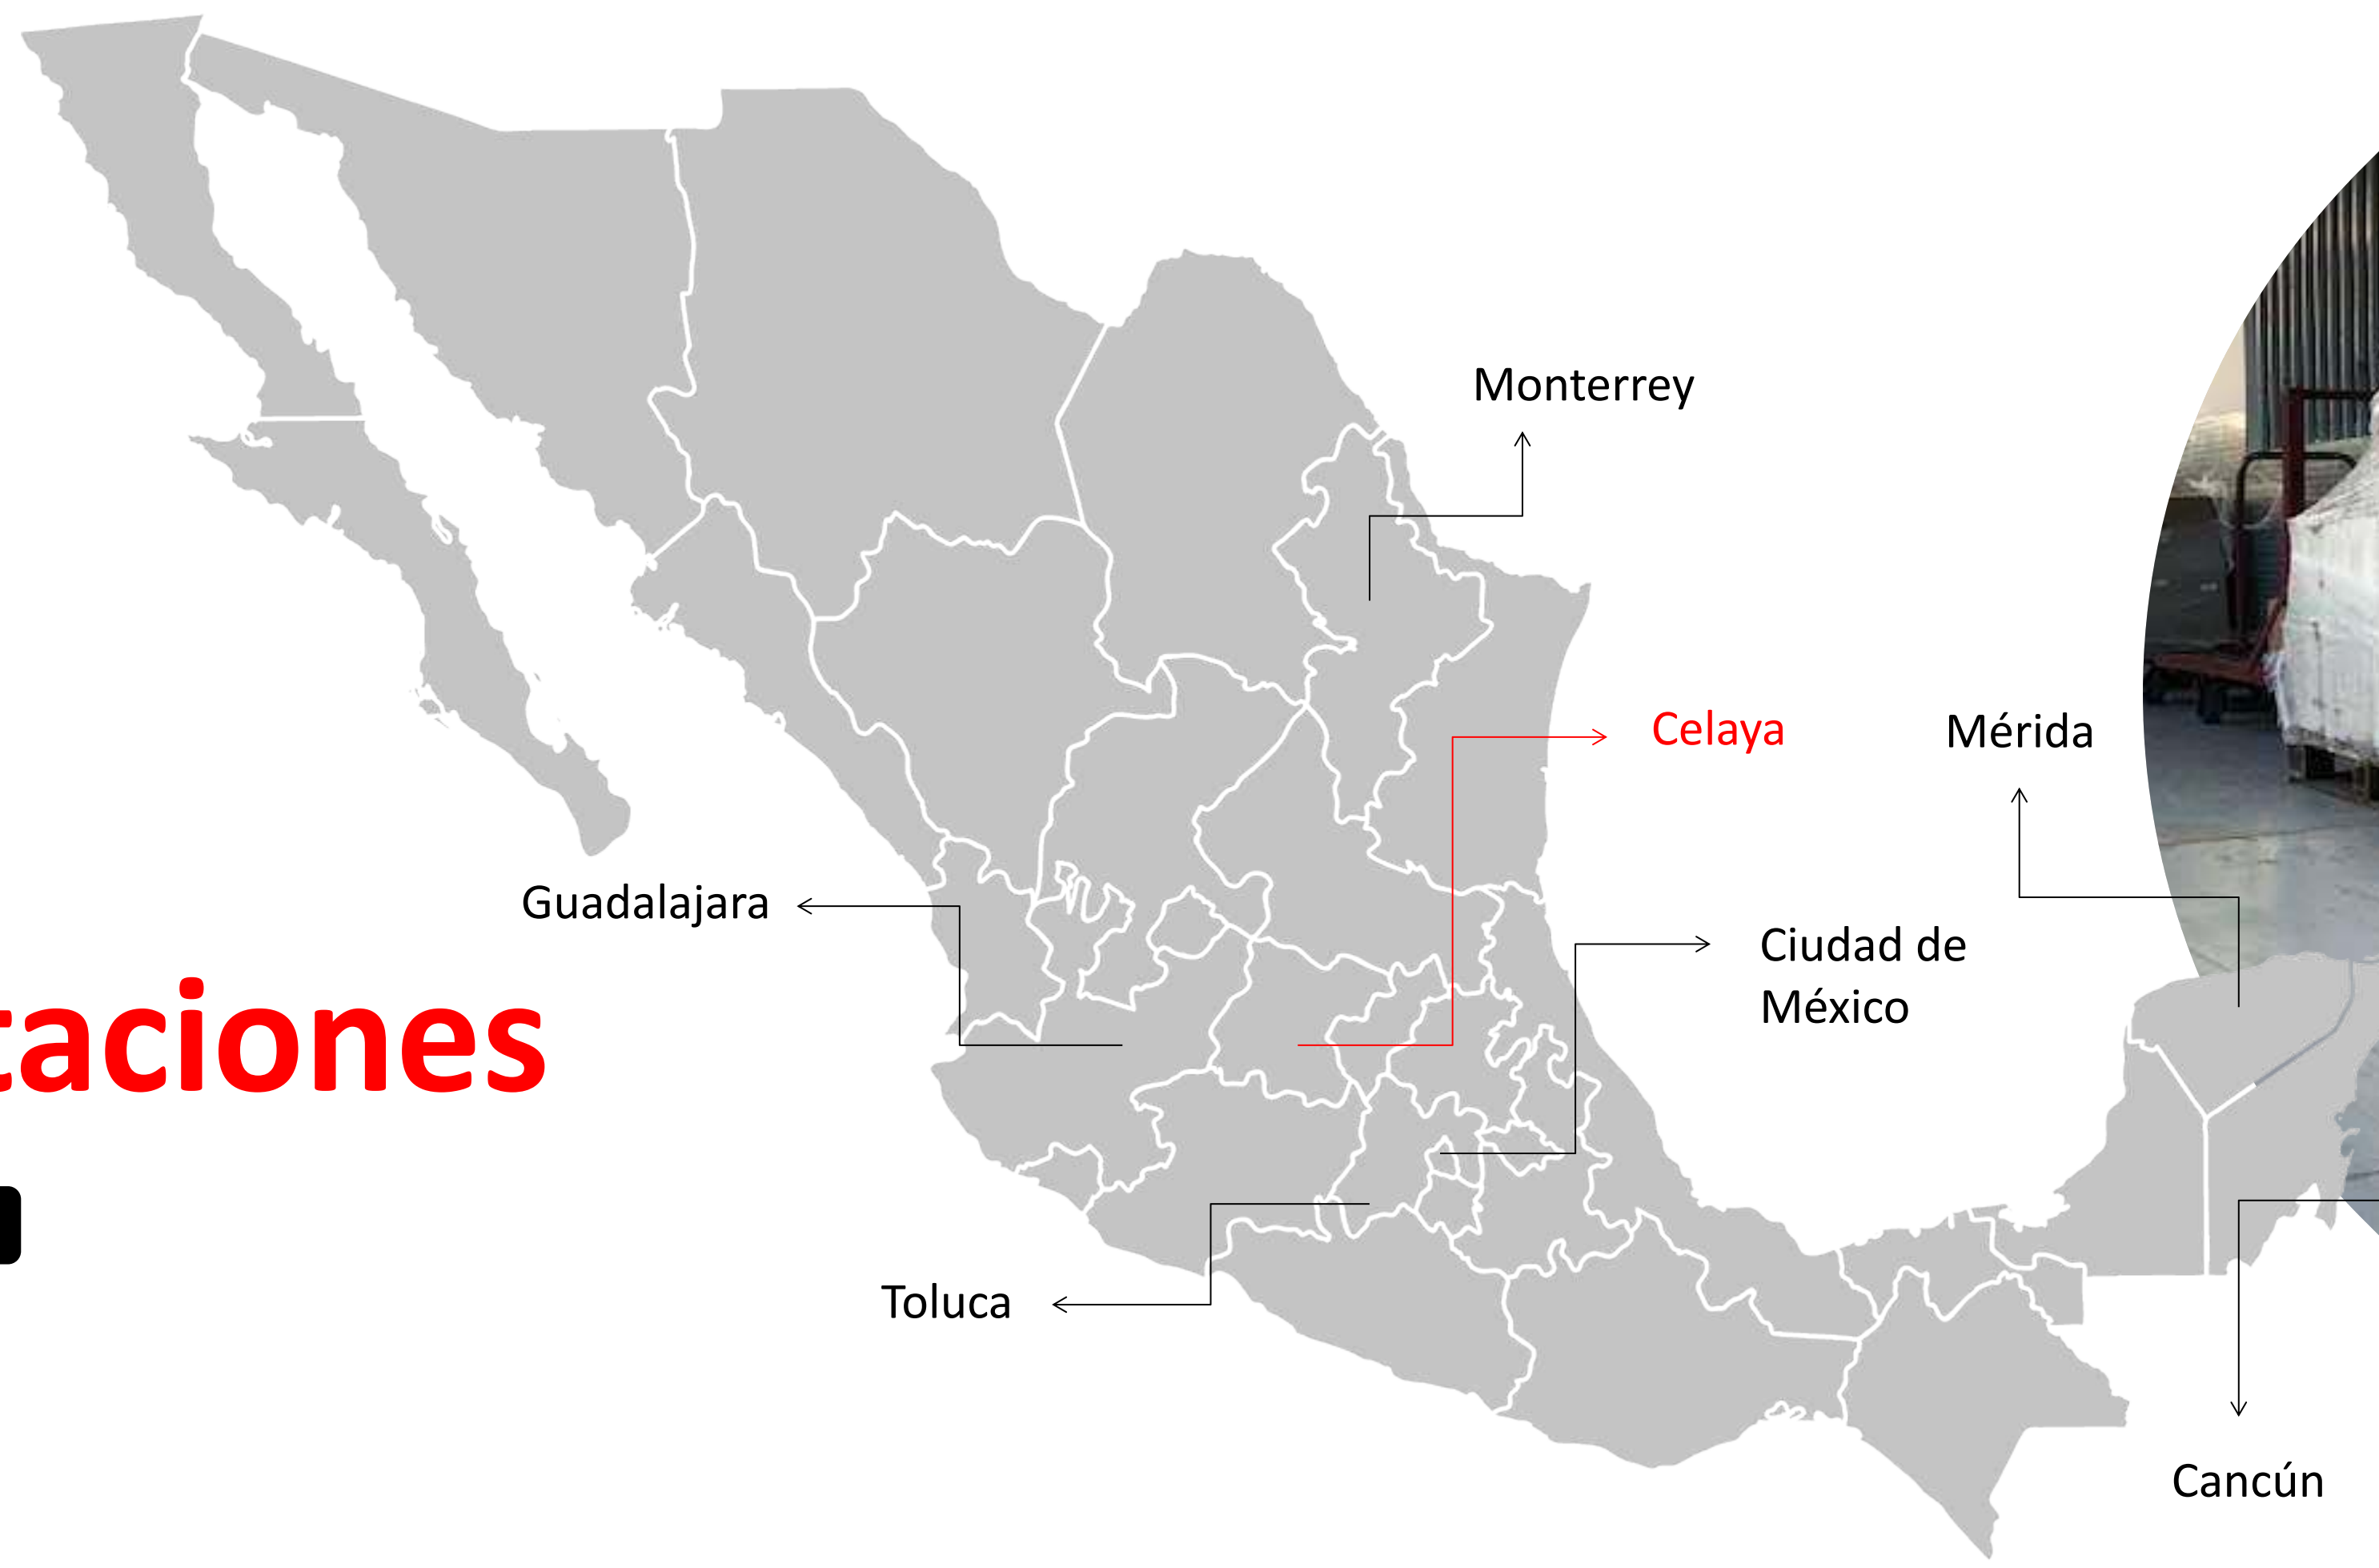 Monterrey
Celaya
Mérida
Guadalajara
Ciudad de
México
taciones
Toluca
Cancún